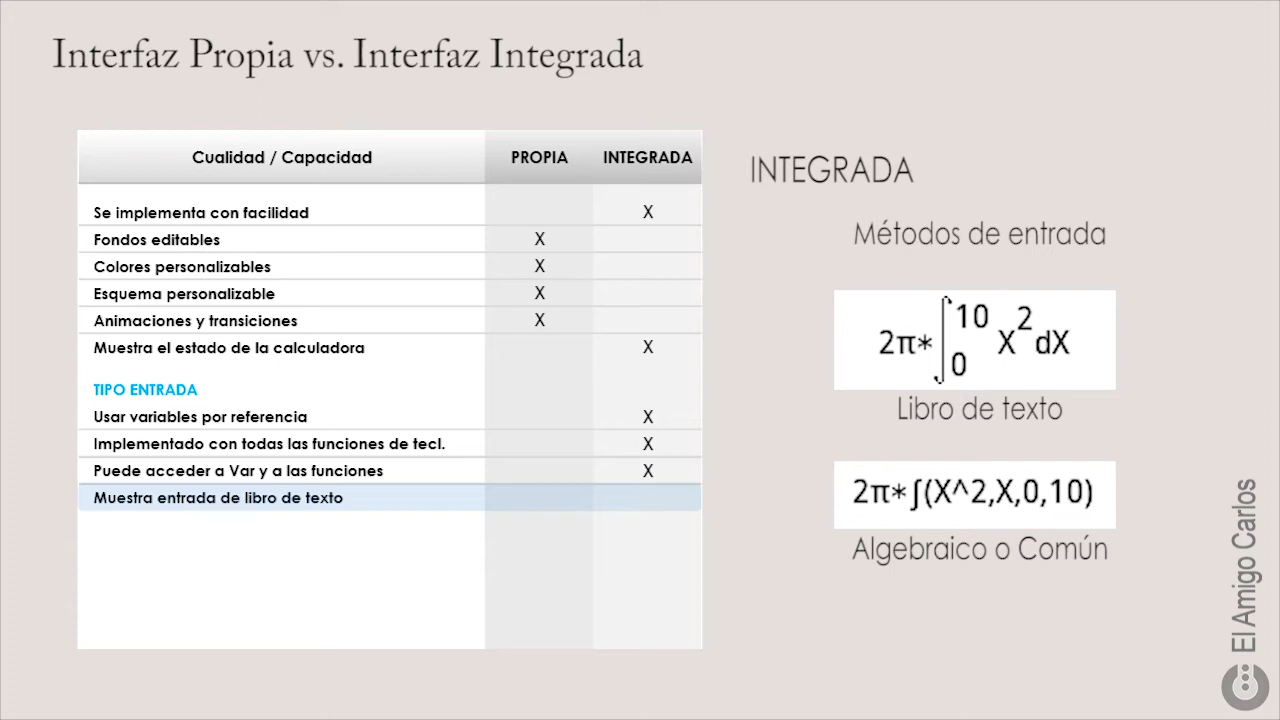 Interfaz Propia vs. Interfaz Integrada
Cualidad / Capacidad PROPIA INTEGRADA
Se implementa con facilidad X
Fondos editables X
Colores personalizables X
Esquema personalizable X
Animaciones y transiciones X
Muestra el estado de la calculadora X
TIPO ENTRADA
Usar variables por referencia X
Implementado con todas las funciones de tecl. X
Puede acceder a Var y a las funciones X
Muestra entrada de libro de texto
INTEGRADA
Métodos de entrada
2π*∫₀¹⁰ X²dX
Libro de texto
2π*∫(X^2,X,0,10)
Algebraico o Común
El Amigo Carlos